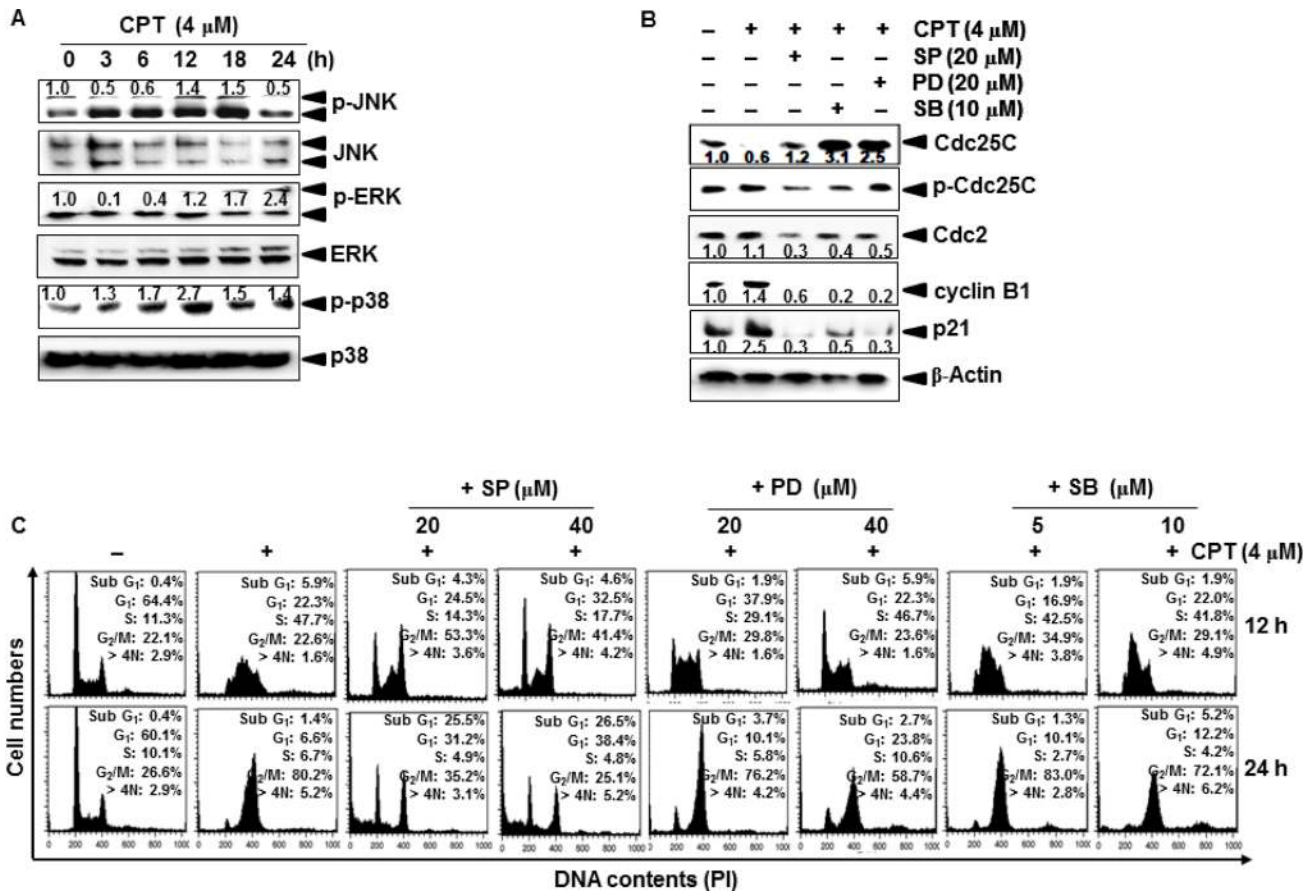 A
CPT (4 µM)
0 3 6 12 18 24 (h)
1.0 0.5 0.6 1.4 1.5 0.5
p-JNK
JNK
p-ERK
1.0 0.1 0.4 1.2 1.7 2.4
ERK
1.0 1.3 1.7 2.7 1.5 1.4
p-p38
p38
B
– + + + + CPT (4 µM)
– – + – – SP (20 µM)
– – – – + PD (20 µM)
– – – + – SB (10 µM)
Cdc25C
1.0 0.6 1.2 3.1 2.5
p-Cdc25C
Cdc2
1.0 1.1 0.3 0.4 0.5
cyclin B1
1.0 1.4 0.6 0.2 0.2
p21
1.0 2.5 0.3 0.5 0.3
β-Actin
C
+ SP (µM) + PD (µM) + SB (µM)
20 40 20 40 5 10
– + + + + + + + CPT (4 µM)
Sub G1: 0.4% Sub G1: 5.9% Sub G1: 4.3% Sub G1: 4.6% Sub G1: 1.9% Sub G1: 5.9% Sub G1: 1.9% Sub G1: 1.9%
G1: 64.4% G1: 22.3% G1: 24.5% G1: 32.5% G1: 37.9% G1: 22.3% G1: 16.9% G1: 22.0%
S: 11.3% S: 47.7% S: 14.3% S: 17.7% S: 29.1% S: 46.7% S: 42.5% S: 41.8%
G2/M: 22.1% G2/M: 22.6% G2/M: 53.3% G2/M: 41.4% G2/M: 29.8% G2/M: 23.6% G2/M: 34.9% G2/M: 29.1%
> 4N: 2.9% > 4N: 1.6% > 4N: 3.6% > 4N: 4.2% > 4N: 1.6% > 4N: 1.6% > 4N: 3.8% > 4N: 4.9%
12 h
Sub G1: 0.4% Sub G1: 1.4% Sub G1: 25.5% Sub G1: 26.5% Sub G1: 3.7% Sub G1: 2.7% Sub G1: 1.3% Sub G1: 5.2%
G1: 60.1% G1: 6.6% G1: 31.2% G1: 38.4% G1: 10.1% G1: 23.8% G1: 10.1% G1: 12.2%
S: 10.1% S: 6.7% S: 4.9% S: 4.8% S: 5.8% S: 10.6% S: 2.7% S: 4.2%
G2/M: 26.6% G2/M: 80.2% G2/M: 35.2% G2/M: 25.1% G2/M: 76.2% G2/M: 58.7% G2/M: 83.0% G2/M: 72.1%
> 4N: 2.9% > 4N: 5.2% > 4N: 3.1% > 4N: 5.2% > 4N: 4.2% > 4N: 4.4% > 4N: 2.8% > 4N: 6.2%
24 h
Cell numbers
0 200 400 600 800 1000
DNA contents (PI)